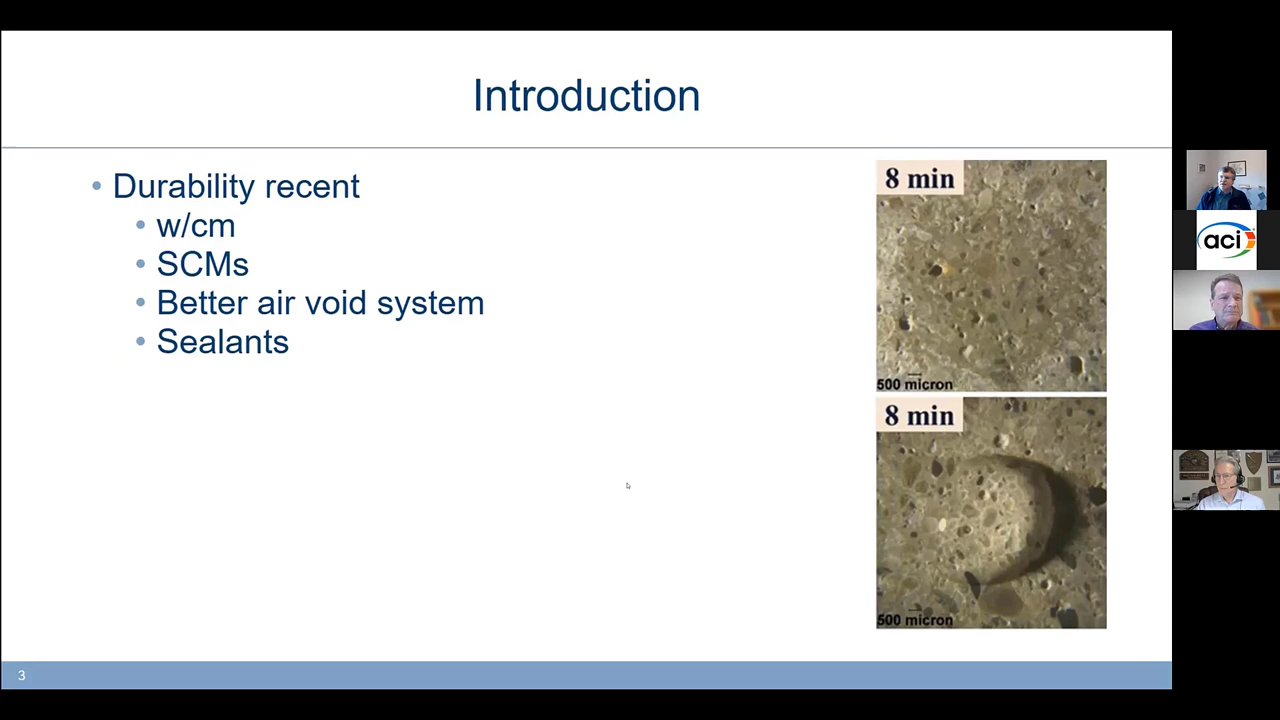 Introduction
• Durability recent
• w/cm
• SCMs
• Better air void system
• Sealants
8 min
500 micron
8 min
500 micron
aci
3